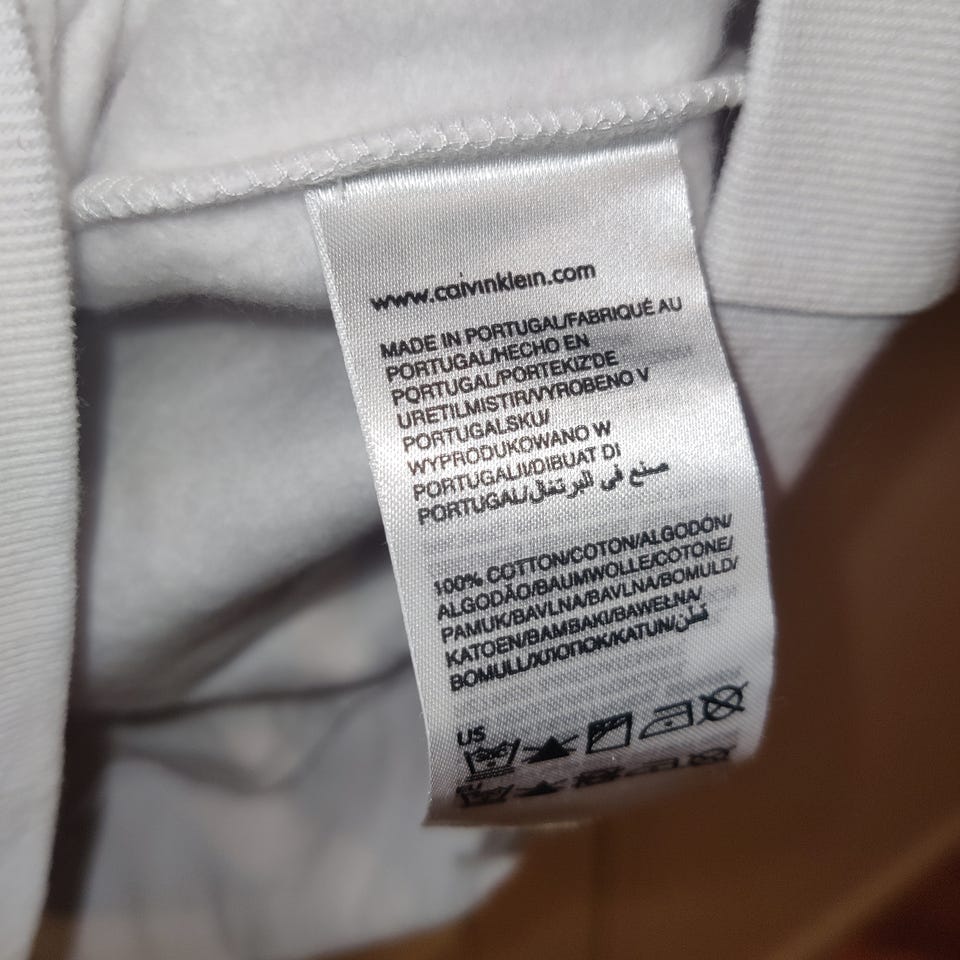 www.calvinklein.com
MADE IN PORTUGAL/FABRIQUÉ AU
PORTUGAL/HECHO EN
PORTUGAL/PORTEKIZ'DE
URETILMISTIR/VYROBENO V
PORTUGALSKU/
WYPRODUKOWANO W
PORTUGALII/DIBUAT DI
PORTUGAL/صنع في البرتغال
100% COTTON/COTON/ALGODÓN/
ALGODÃO/BAUMWOLLE/COTONE/
PAMUK/BAVLNA/BAVLNA/BOMULD/
KATOEN/BAMBAKI/BAWEŁNA/
BOMULL/ХЛОПОК/KATUN/قطن
US